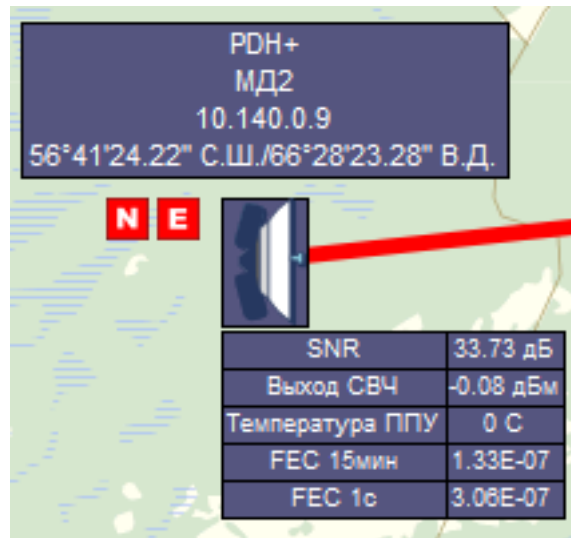 PDH+
МД2
10.140.0.9
56°41'24.22" С.Ш./66°28'23.28" В.Д.
N E
SNR 33.73 дБ
Выход СВЧ -0.08 дБм
Температура ППУ 0 С
FEC 15мин 1.33E-07
FEC 1с 3.06E-07